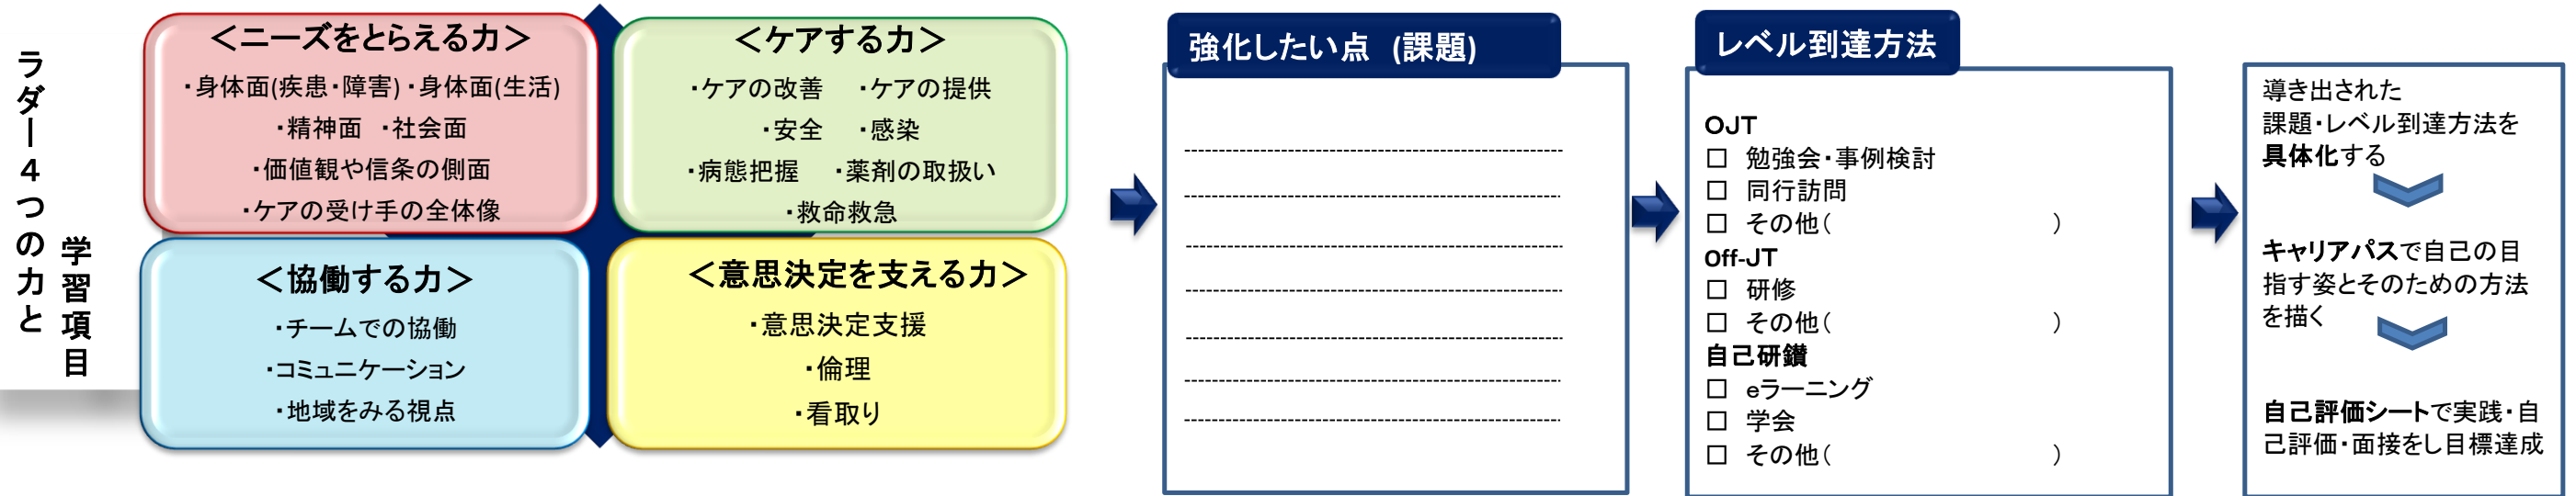 ラダー４つの力と
学習項目
＜ニーズをとらえる力＞
・身体面(疾患・障害)・身体面(生活)
・精神面　・社会面
・価値観や信条の側面
・ケアの受け手の全体像
＜ケアする力＞
・ケアの改善　・ケアの提供
・安全　・感染
・病態把握　・薬剤の取扱い
・救命救急
＜協働する力＞
・チームでの協働
・コミュニケーション
・地域をみる視点
＜意思決定を支える力＞
・意思決定支援
・倫理
・看取り
強化したい点 (課題)
レベル到達方法
OJT
□ 勉強会・事例検討
□ 同行訪問
□ その他(　　　　　　　　)
Off-JT
□ 研修
□ その他(　　　　　　　　)
自己研鑚
□ eラーニング
□ 学会
□ その他(　　　　　　　　)
導き出された
課題・レベル到達方法を
具体化する
キャリアパスで自己の目
指す姿とそのための方法
を描く
自己評価シートで実践・自
己評価・面接をし目標達成